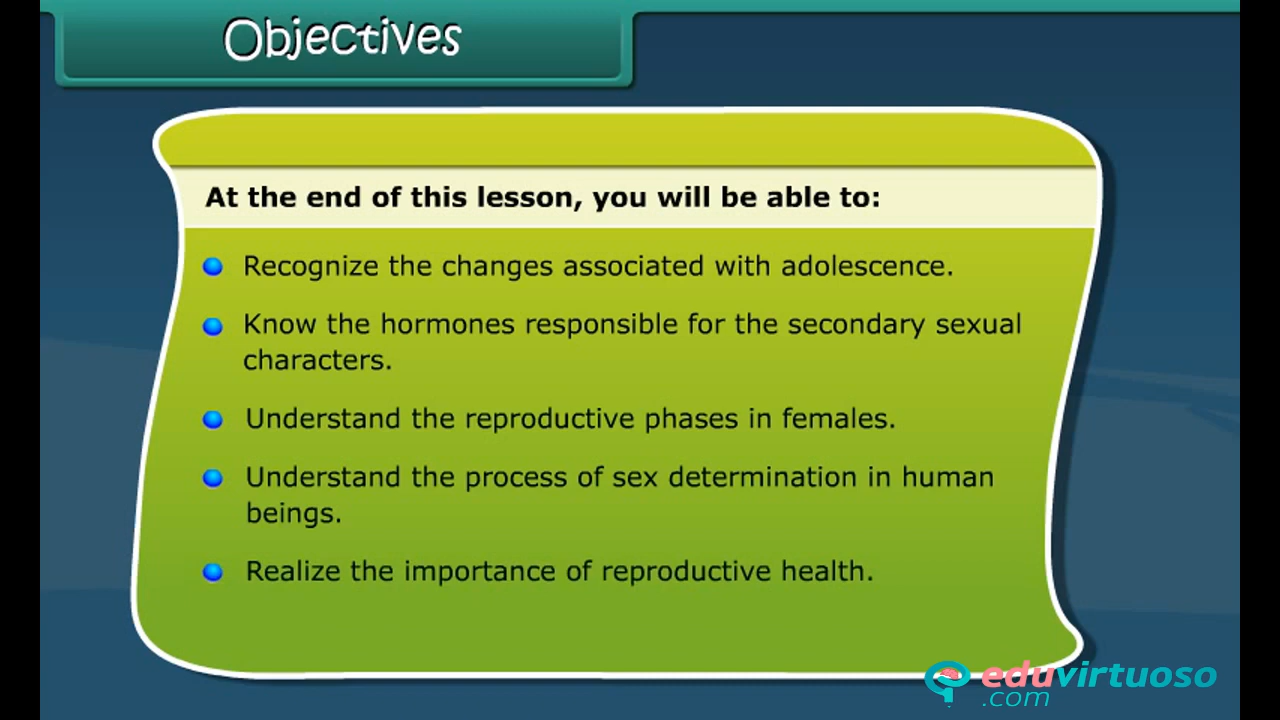 Objectives
At the end of this lesson, you will be able to:
Recognize the changes associated with adolescence.
Know the hormones responsible for the secondary sexual
characters.
Understand the reproductive phases in females.
Understand the process of sex determination in human
beings.
Realize the importance of reproductive health.
eduvirtuoso
.com